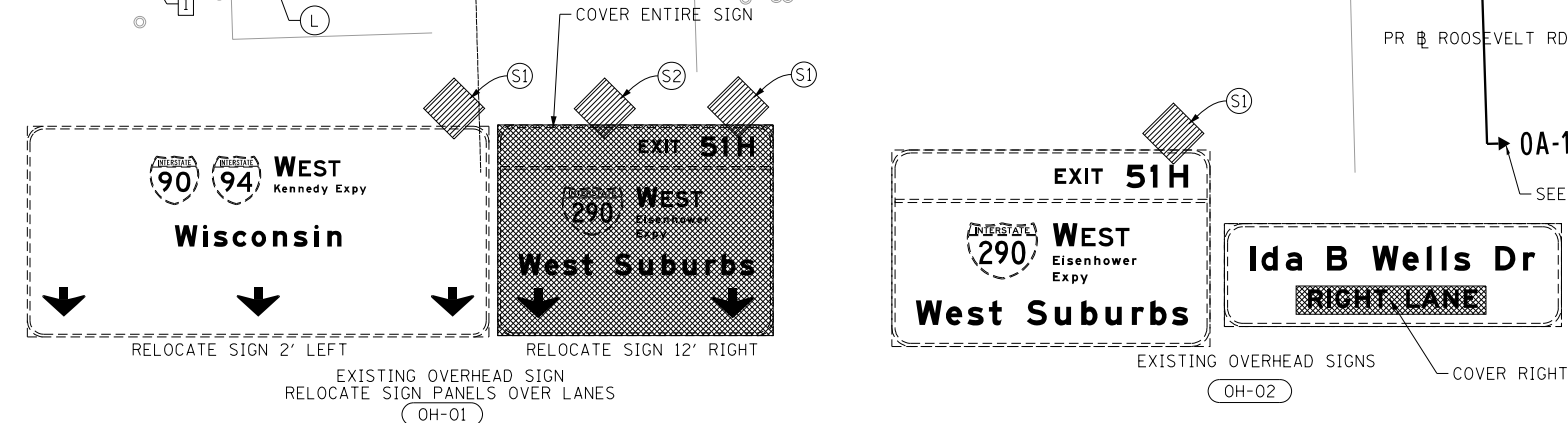 1
L
COVER ENTIRE SIGN
S1
S2
S1
INTERSTATE
90
INTERSTATE
94
WEST
Kennedy Expy
Wisconsin
EXIT 51H
INTERSTATE
290
WEST
Eisenhower
Expy
West Suburbs
RELOCATE SIGN 2' LEFT
RELOCATE SIGN 12' RIGHT
EXISTING OVERHEAD SIGN
RELOCATE SIGN PANELS OVER LANES
OH-01
PR ROOSEVELT RD
S1
OA-1
SEE
EXIT 51H
INTERSTATE
290
WEST
Eisenhower
Expy
West Suburbs
Ida B Wells Dr
RIGHT LANE
EXISTING OVERHEAD SIGNS
OH-02
COVER RIGHT